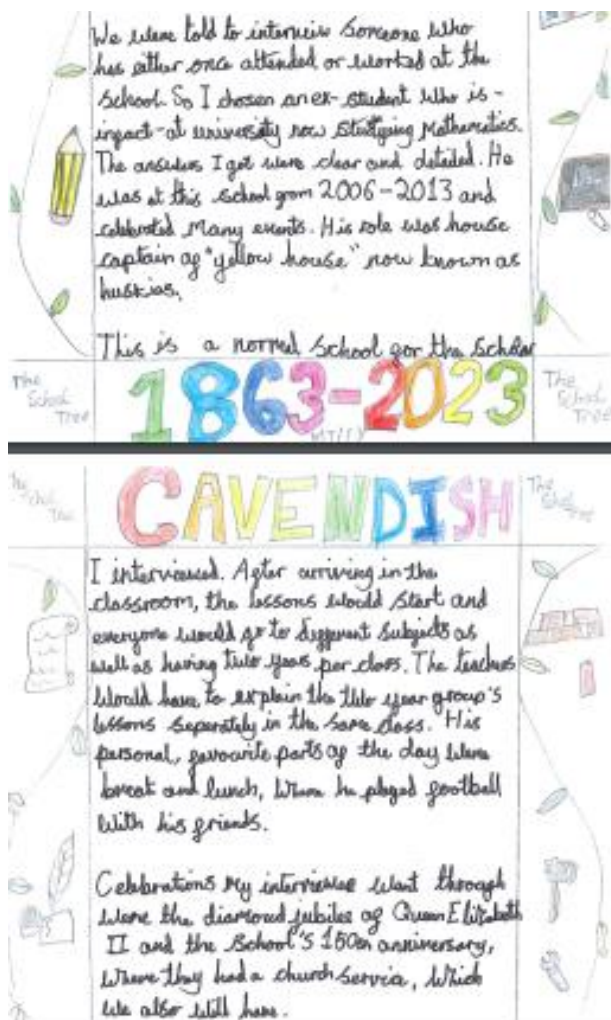 We were told to interview someone who
has either once attended or worked at the
school. So I chosen an ex-student who is -
infact - at university now studying Mathematics.
The answers I got were clear and detailed. He
was at this school from 2006-2013 and
celebrated many events. His role was house
captain of "yellow house" now known as
huskies.
This is a normal school for the scholar
The School Tree
1863-2023
The School Tree
The School Tree
CAVENDISH
The School Tree
I interviewed. After arriving in the
classroom, the lessons would start and
everyone would go to different subjects as
well as having two years per class. The teachers
would have to explain the two year group's
lessons seperately in the same class. His
personal, favourite parts of the day were
break and lunch, where he played football
with his friends.
Celebrations my interviewee went through
were the diamond jubilee of Queen Elizabeth
II and the School's 150th anniversary,
where they had a church service, which
we also will have.